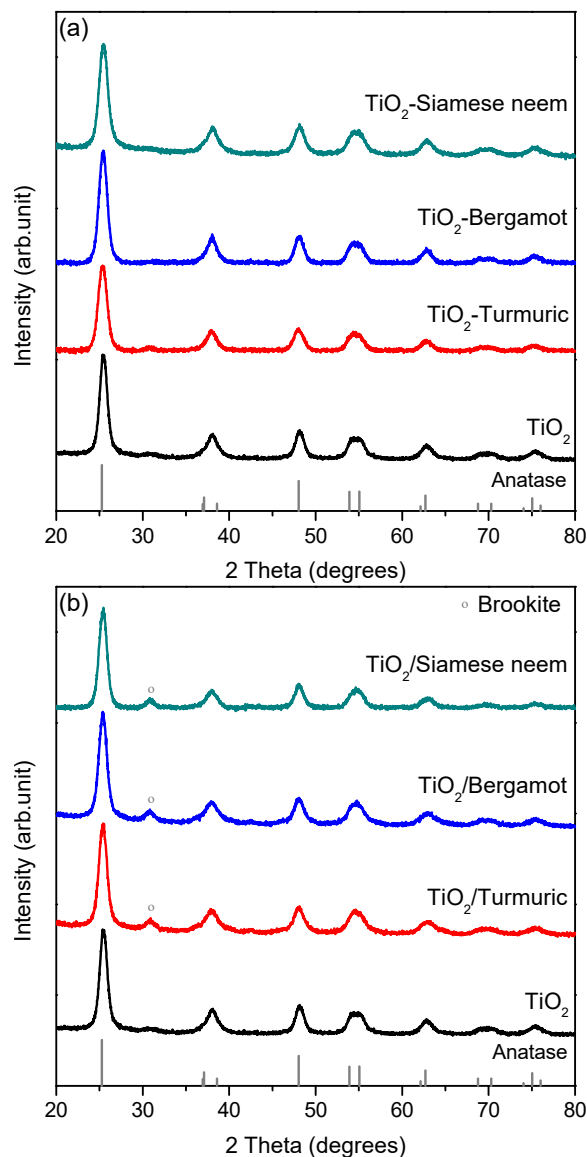 (a)
TiO2-Siamese neem
TiO2-Bergamot
TiO2-Turmuric
TiO2
Anatase
Intensity (arb.unit)
20 30 40 50 60 70 80
2 Theta (degrees)
(b)
o Brookite
TiO2/Siamese neem
o
TiO2/Bergamot
o
TiO2/Turmuric
o
TiO2
Anatase
Intensity (arb.unit)
20 30 40 50 60 70 80
2 Theta (degrees)